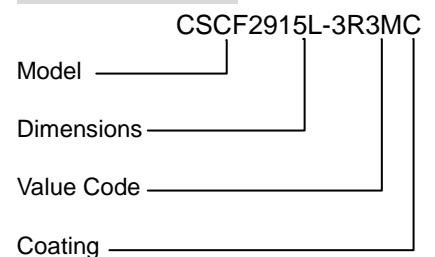 CSCF2915L-3R3MC
Model
Dimensions
Value Code
Coating